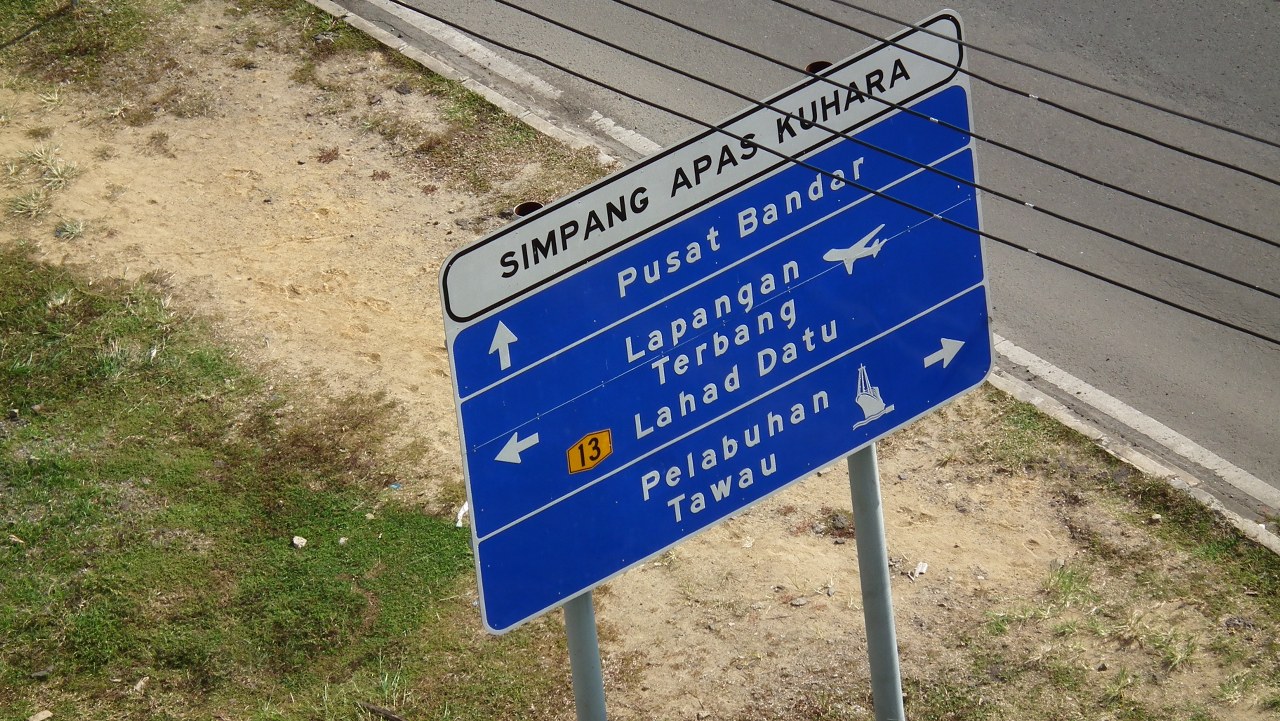 SIMPANG APAS KUHARA
Pusat Bandar
Lapangan
Terbang
13 Lahad Datu
Pelabuhan
Tawau